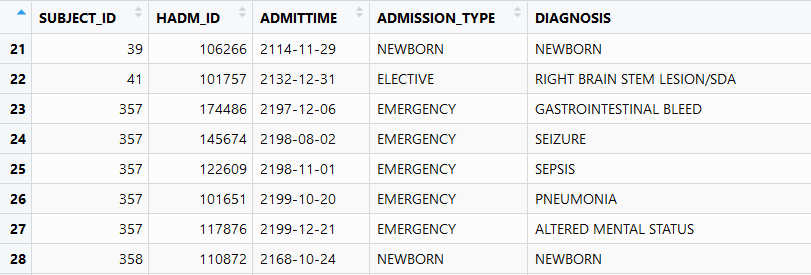 SUBJECT_ID HADM_ID ADMITTIME ADMISSION_TYPE DIAGNOSIS
21 39 106266 2114-11-29 NEWBORN NEWBORN
22 41 101757 2132-12-31 ELECTIVE RIGHT BRAIN STEM LESION/SDA
23 357 174486 2197-12-06 EMERGENCY GASTROINTESTINAL BLEED
24 357 145674 2198-08-02 EMERGENCY SEIZURE
25 357 122609 2198-11-01 EMERGENCY SEPSIS
26 357 101651 2199-10-20 EMERGENCY PNEUMONIA
27 357 117876 2199-12-21 EMERGENCY ALTERED MENTAL STATUS
28 358 110872 2168-10-24 NEWBORN NEWBORN